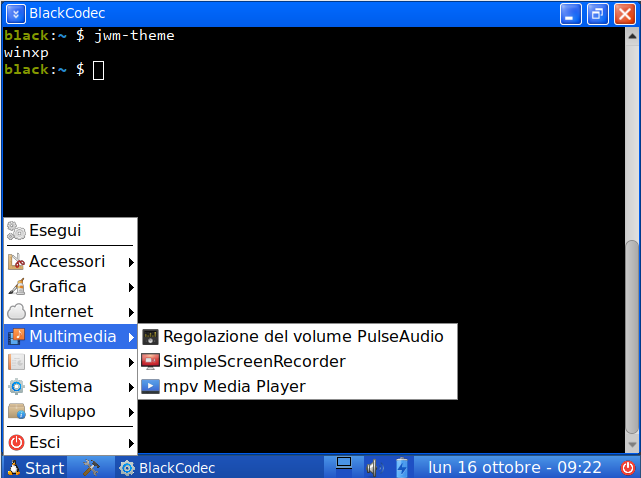 BlackCodec
black:~ $ jwm-theme
winxp
black:~ $
Esegui
Accessori
Grafica
Internet
Multimedia
Regolazione del volume PulseAudio
SimpleScreenRecorder
mpv Media Player
Ufficio
Sistema
Sviluppo
Esci
Start
BlackCodec
lun 16 ottobre - 09:22